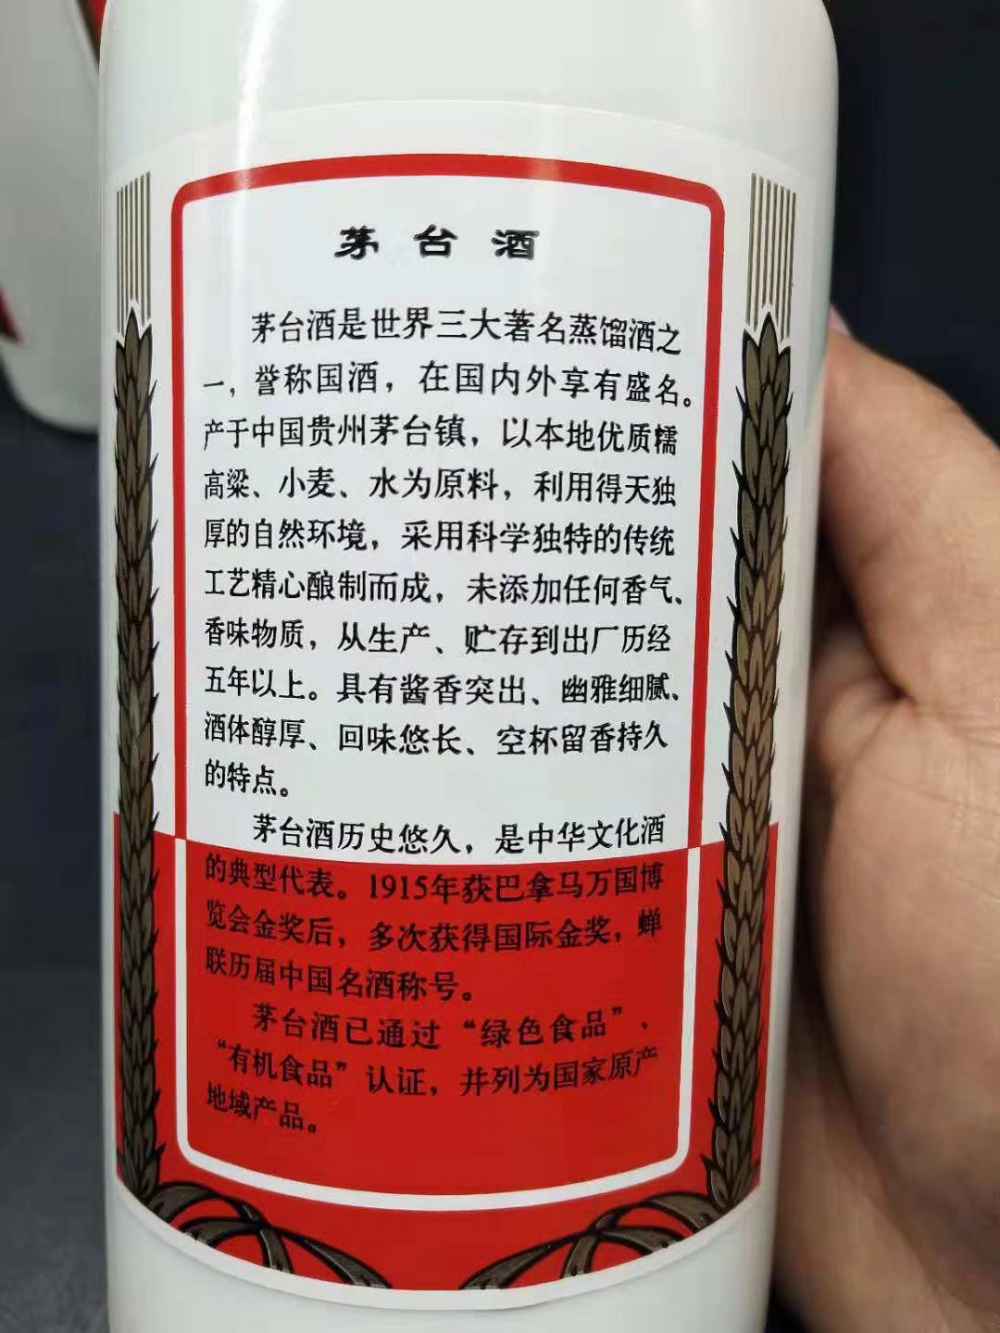 茅台酒
茅台酒是世界三大著名蒸馏酒之
一，誉称国酒，在国内外享有盛名。
产于中国贵州茅台镇，以本地优质糯
高粱、小麦、水为原料，利用得天独
厚的自然环境，采用科学独特的传统
工艺精心酿制而成，未添加任何香气、
香味物质，从生产、贮存到出厂历经
五年以上。具有酱香突出、幽雅细腻、
酒体醇厚、回味悠长、空杯留香持久
的特点。
茅台酒历史悠久，是中华文化酒
的典型代表。1915年获巴拿马万国博
览会金奖后，多次获得国际金奖，蝉
联历届中国名酒称号。
茅台酒已通过“绿色食品”、
“有机食品”认证，并列为国家原产
地域产品。